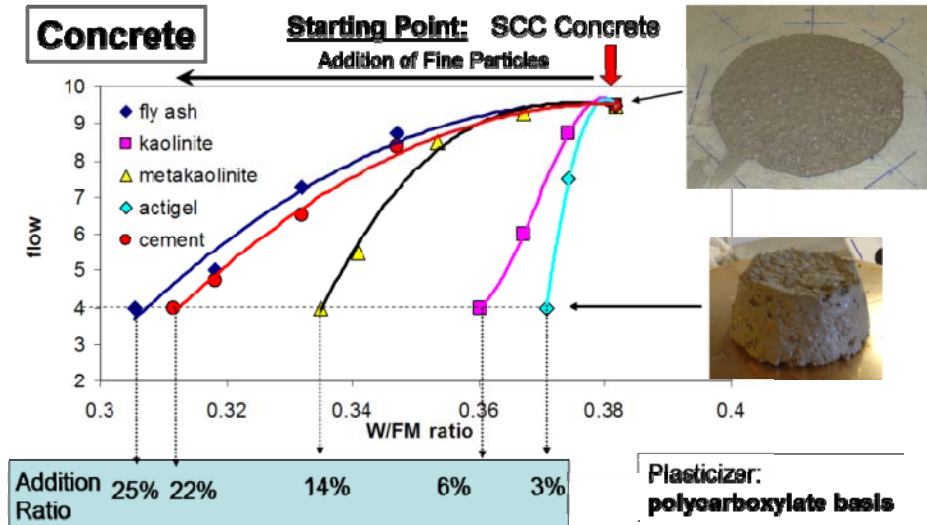 Concrete
Starting Point: SCC Concrete
Addition of Fine Particles
10
9
8
7
6
5
4
3
2
flow
fly ash
kaolinite
metakaolinite
actigel
cement
0.3 0.32 0.34 0.36 0.38 0.4
W/FM ratio
Addition Ratio 25% 22% 14% 6% 3%
Plasticizer:
polycarboxylate basis